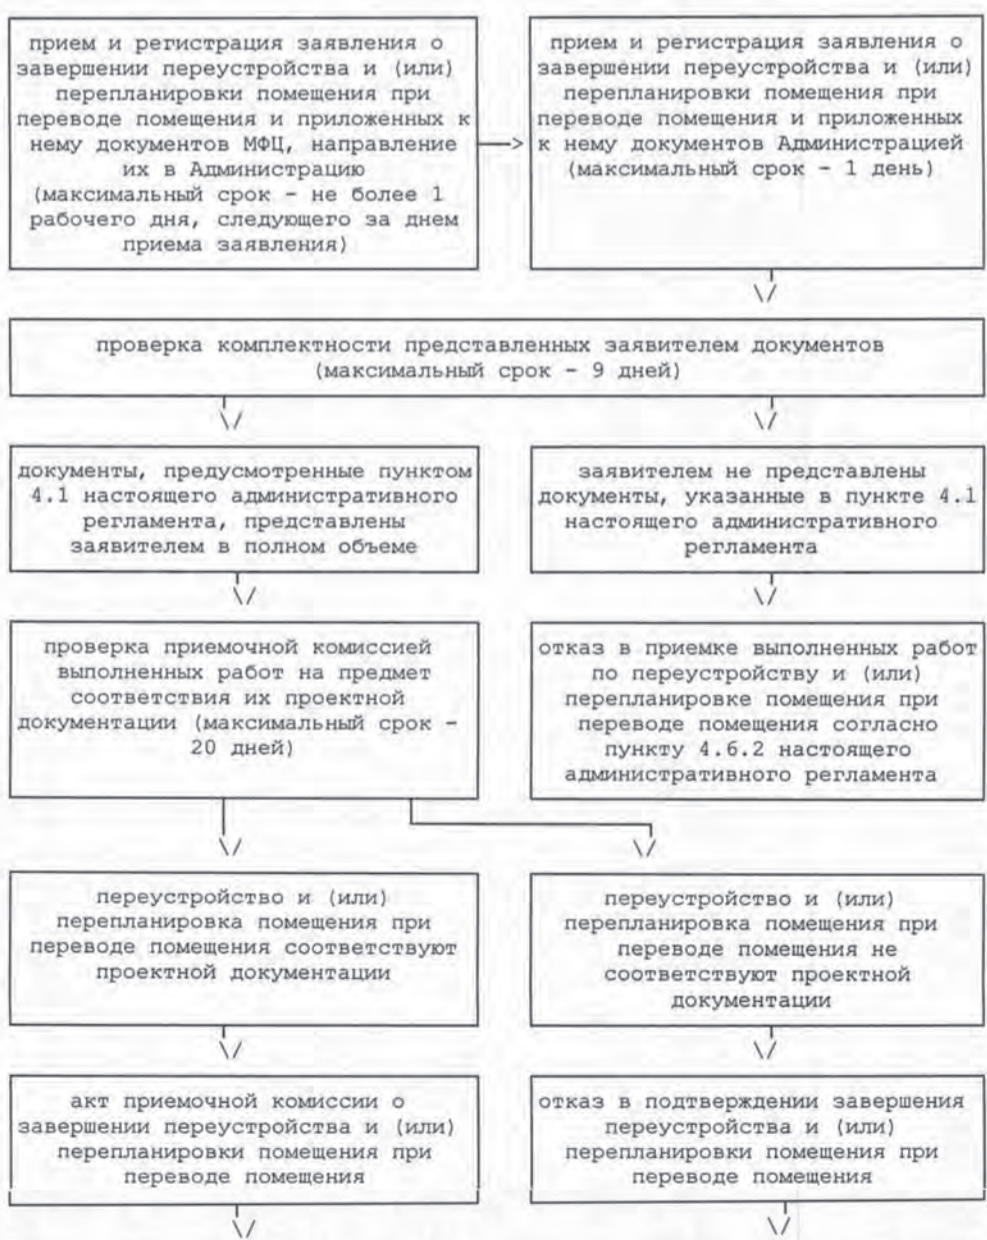 прием и регистрация заявления о
завершении переустройства и (или)
перепланировки помещения при
переводе помещения и приложенных к
нему документов МФЦ, направление
их в Администрацию
(максимальный срок - не более 1
рабочего дня, следующего за днем
приема заявления)
прием и регистрация заявления о
завершении переустройства и (или)
перепланировки помещения при
переводе помещения и приложенных
к нему документов Администрацией
(максимальный срок - 1 день)
проверка комплектности представленных заявителем документов
(максимальный срок - 9 дней)
документы, предусмотренные пунктом
4.1 настоящего административного
регламента, представлены
заявителем в полном объеме
заявителем не представлены
документы, указанные в пункте 4.1
настоящего административного
регламента
проверка приемочной комиссией
выполненных работ на предмет
соответствия их проектной
документации (максимальный срок -
20 дней)
отказ в приемке выполненных работ
по переустройству и (или)
перепланировке помещения при
переводе помещения согласно
пункту 4.6.2 настоящего
административного регламента
переустройство и (или)
перепланировка помещения при
переводе помещения соответствуют
проектной документации
переустройство и (или)
перепланировка помещения при
переводе помещения не
соответствуют проектной
документации
акт приемочной комиссии о
завершении переустройства и (или)
перепланировки помещения при
переводе помещения
отказ в подтверждении завершения
переустройства и (или)
перепланировки помещения при
переводе помещения